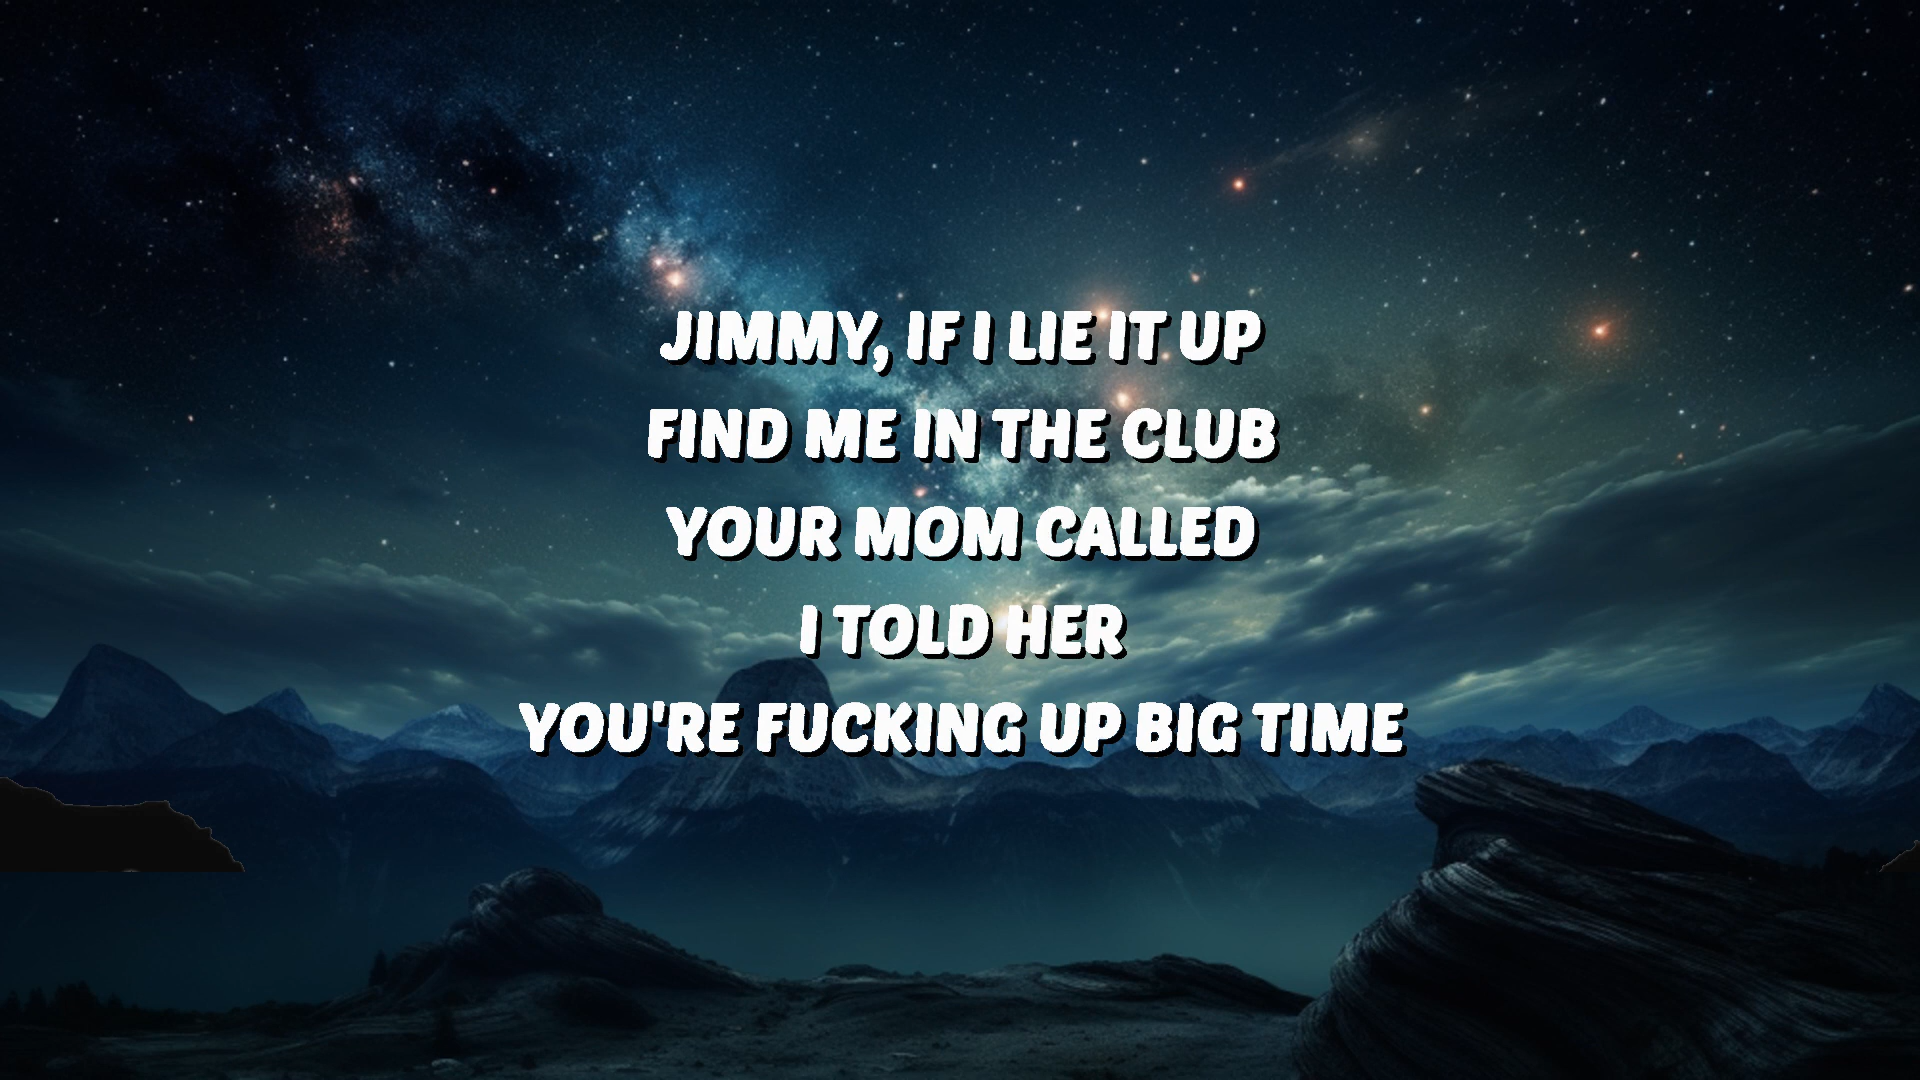 JIMMY, IF I LIE IT UP
FIND ME IN THE CLUB
YOUR MOM CALLED
I TOLD HER
YOU'RE FUCKING UP BIG TIME